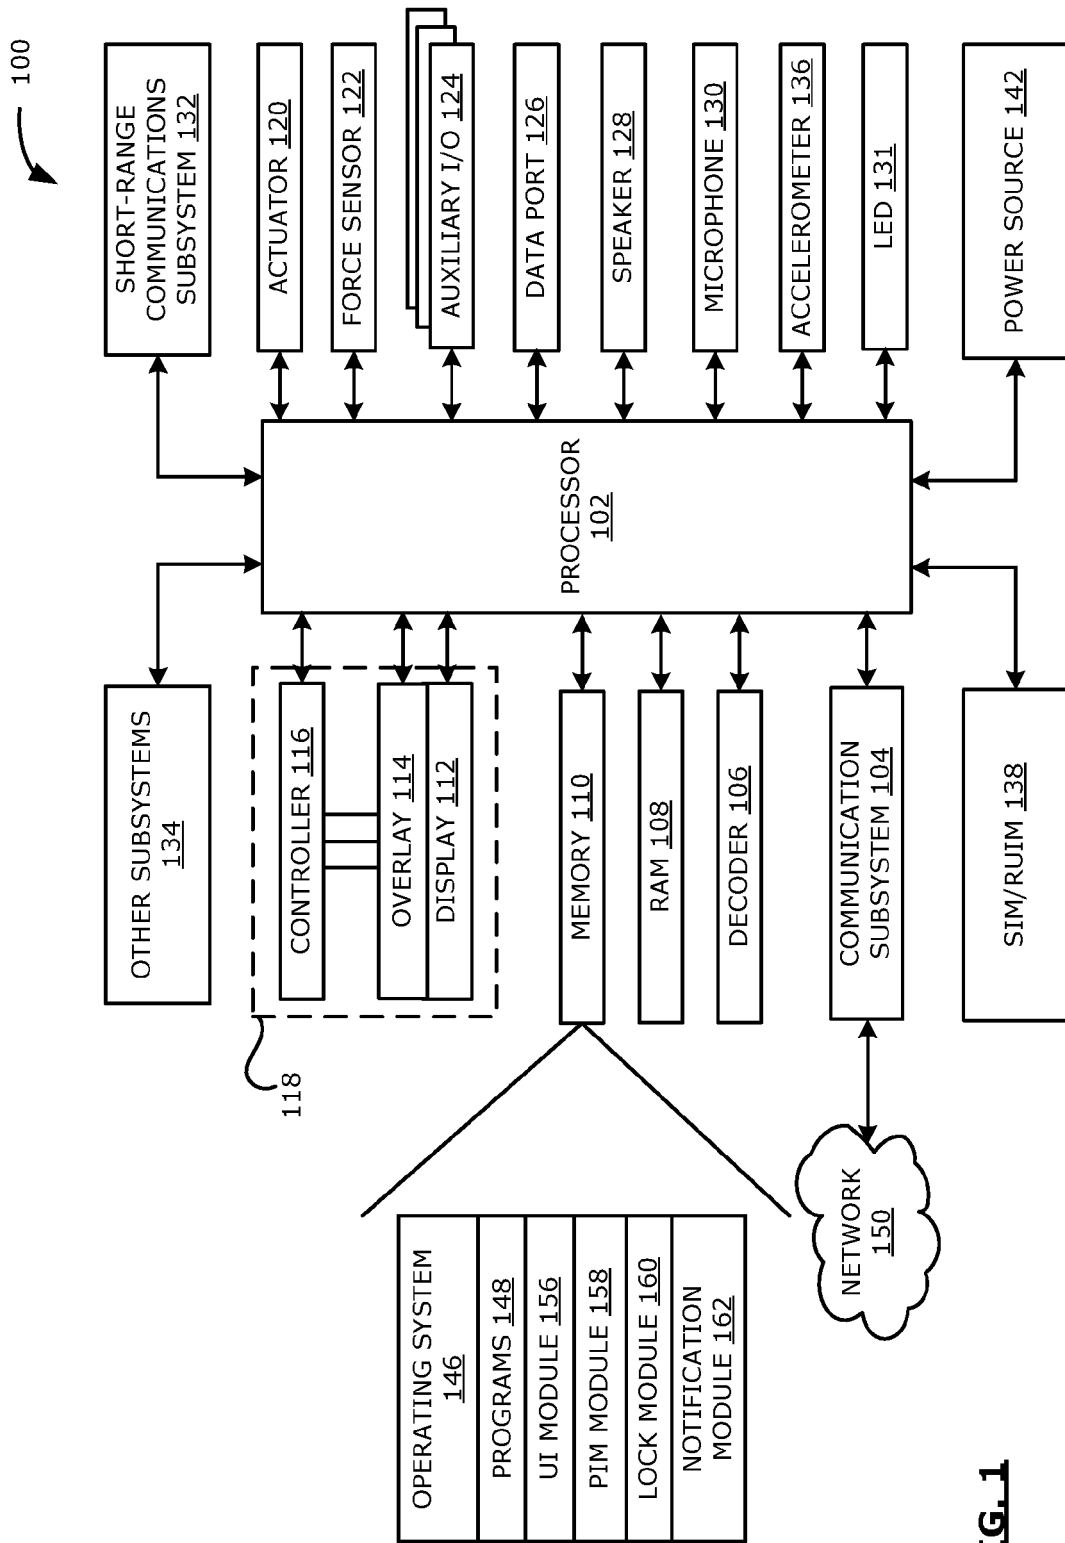 100
SHORT-RANGE
COMMUNICATIONS
SUBSYSTEM 132
OTHER SUBSYSTEMS
134
ACTUATOR 120
FORCE SENSOR 122
AUXILIARY I/O 124
DATA PORT 126
SPEAKER 128
MICROPHONE 130
ACCELEROMETER 136
LED 131
POWER SOURCE 142
PROCESSOR
102
CONTROLLER 116
OVERLAY 114
DISPLAY 112
118
MEMORY 110
RAM 108
DECODER 106
COMMUNICATION
SUBSYSTEM 104
SIM/RUIM 138
OPERATING SYSTEM
146
PROGRAMS 148
UI MODULE 156
PIM MODULE 158
LOCK MODULE 160
NOTIFICATION
MODULE 162
NETWORK
150
IG. 1